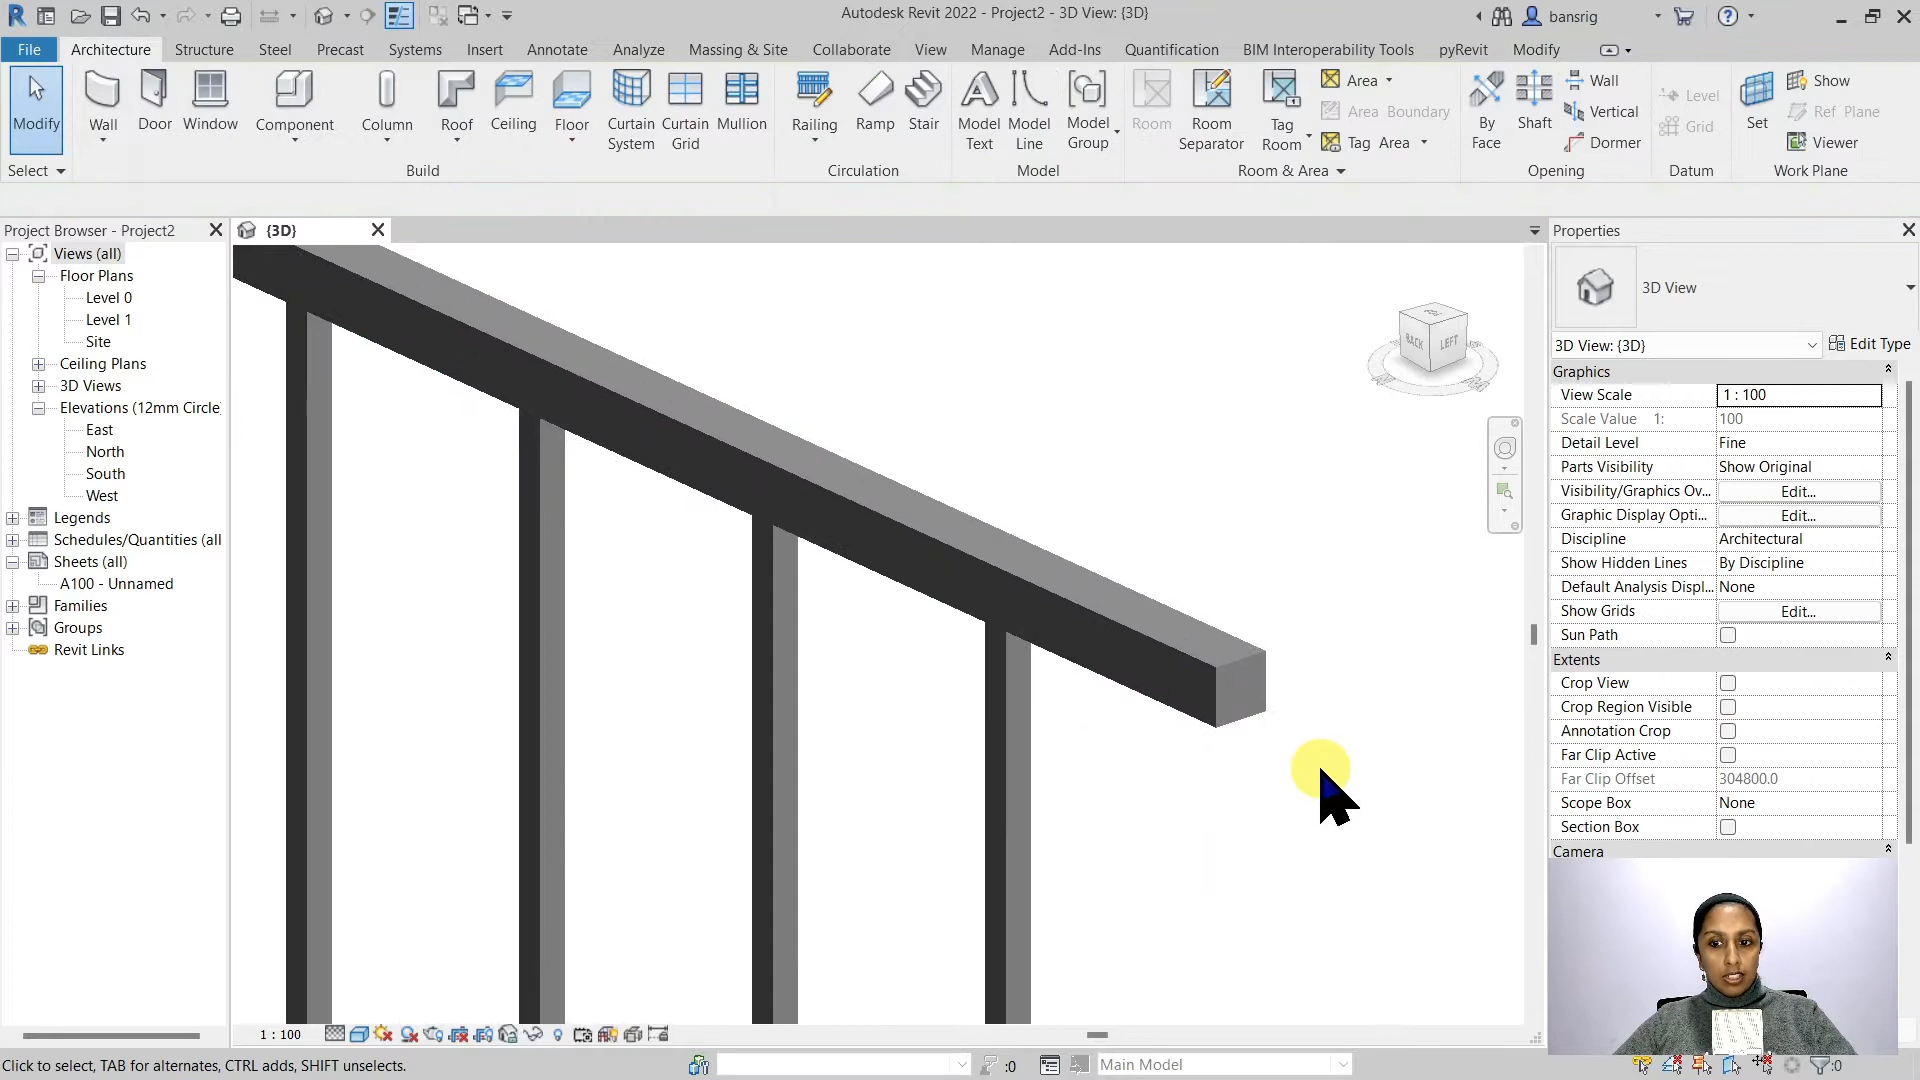 Autodesk Revit 2022 - Project2 - 3D View: {3D}
bansrig
File Architecture Structure Steel Precast Systems Insert Annotate Analyze Massing & Site Collaborate View Manage Add-Ins Quantification BIM Interoperability Tools pyRevit Modify
Modify Wall Door Window Component Column Roof Ceiling Floor Curtain System Curtain Grid Mullion Railing Ramp Stair Model Text Model Line Model Group Room Room Separator Tag Room
Area
Area Boundary
Tag Area
By Face Shaft
Wall
Vertical
Dormer
Level
Grid
Set
Show
Ref Plane
Viewer
Select Build Circulation Model Room & Area Opening Datum Work Plane
Project Browser - Project2
Views (all)
Floor Plans
Level 0
Level 1
Site
Ceiling Plans
3D Views
Elevations (12mm Circle)
East
North
South
West
Legends
Schedules/Quantities (all
Sheets (all)
A100 - Unnamed
Families
Groups
Revit Links
{3D}
BACK LEFT
Properties
3D View
3D View: {3D} Edit Type
Graphics
View Scale 1 : 100
Scale Value 1: 100
Detail Level Fine
Parts Visibility Show Original
Visibility/Graphics Ov... Edit...
Graphic Display Opti... Edit...
Discipline Architectural
Show Hidden Lines By Discipline
Default Analysis Displ... None
Show Grids Edit...
Sun Path
Extents
Crop View
Crop Region Visible
Annotation Crop
Far Clip Active
Far Clip Offset 304800.0
Scope Box None
Section Box
Camera
1 : 100
Click to select, TAB for alternates, CTRL adds, SHIFT unselects.
:0
Main Model
:0